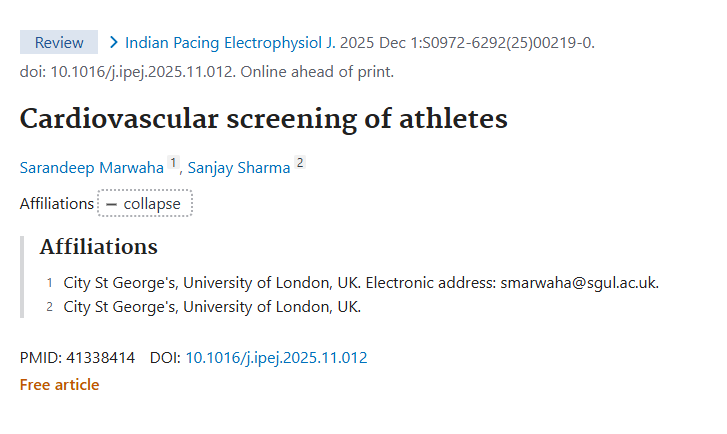 Review Indian Pacing Electrophysiol J. 2025 Dec 1:S0972-6292(25)00219-0.
doi: 10.1016/j.ipej.2025.11.012. Online ahead of print.
Cardiovascular screening of athletes
Sarandeep Marwaha 1, Sanjay Sharma 2
Affiliations — collapse
Affiliations
1 City St George's, University of London, UK. Electronic address: smarwaha@sgul.ac.uk.
2 City St George's, University of London, UK.
PMID: 41338414 DOI: 10.1016/j.ipej.2025.11.012
Free article